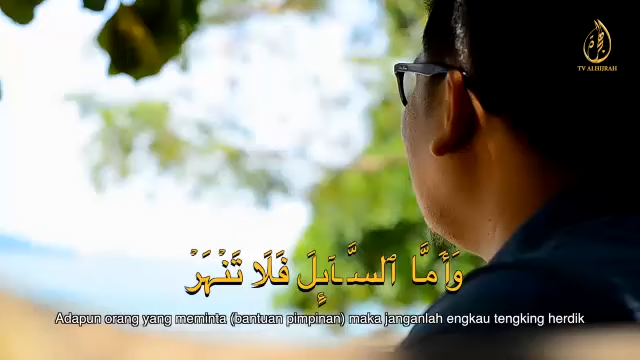 TV ALHIJRAH
وَأَمَّا ٱلسَّآئِلَ فَلَا تَنۡهَرۡ
Adapun orang yang meminta (bantuan pimpinan) maka janganlah engkau tengking herdik